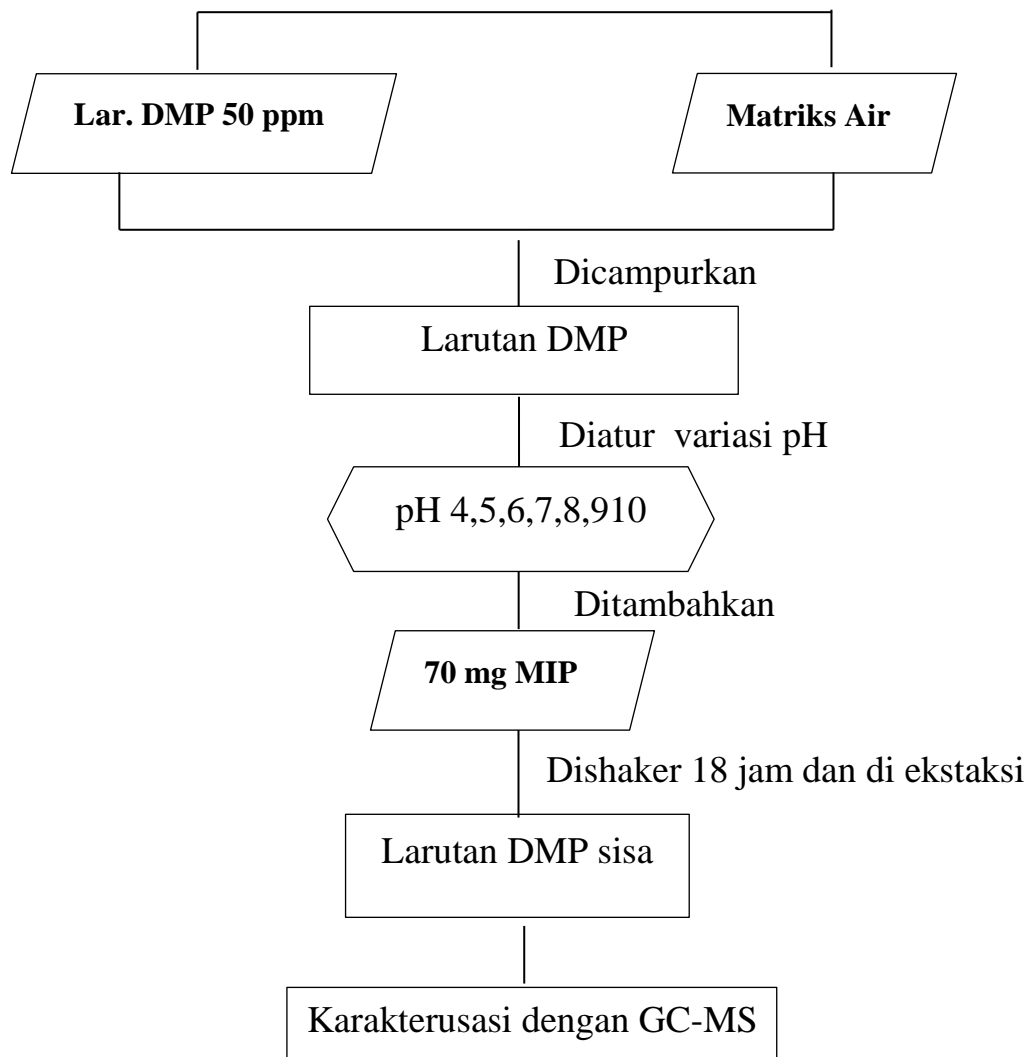 Lar. DMP 50 ppm
Matriks Air
Dicampurkan
Larutan DMP
Diatur variasi pH
pH 4,5,6,7,8,910
Ditambahkan
70 mg MIP
Dishaker 18 jam dan di ekstaksi
Larutan DMP sisa
Karakterusasi dengan GC-MS